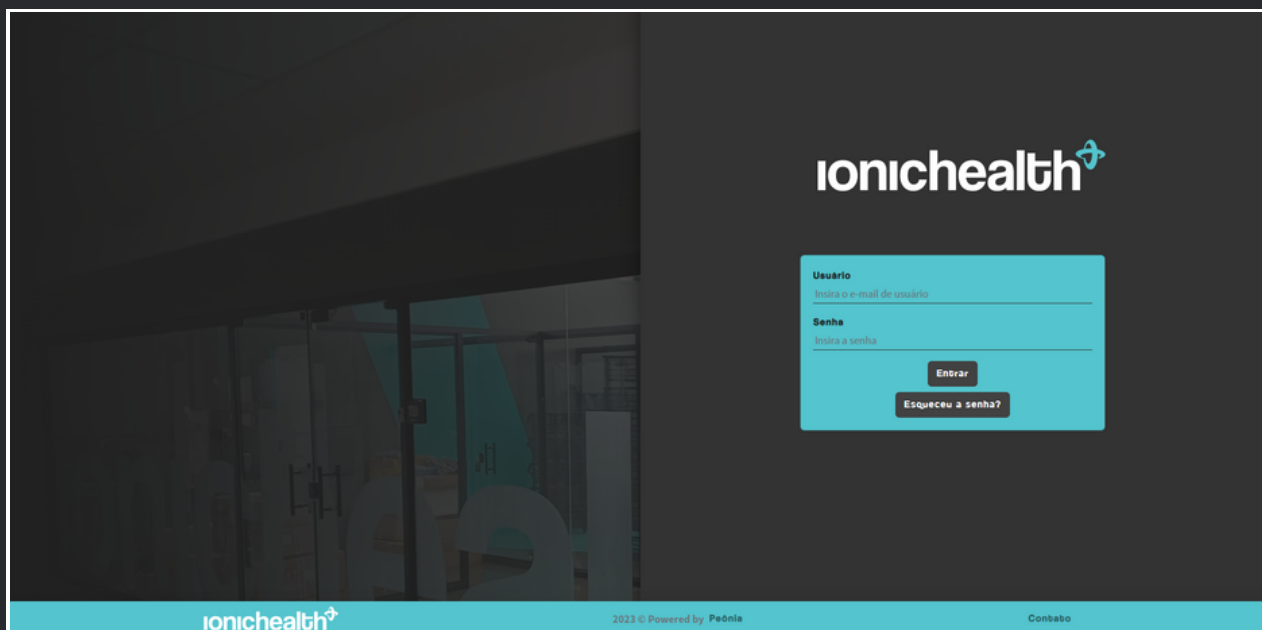 ionichealth
Usuário
Insira o e-mail de usuário
Senha
Insira a senha
Entrar
Esqueceu a senha?
ionichealth
2023 © Powered by Peônia
Contato